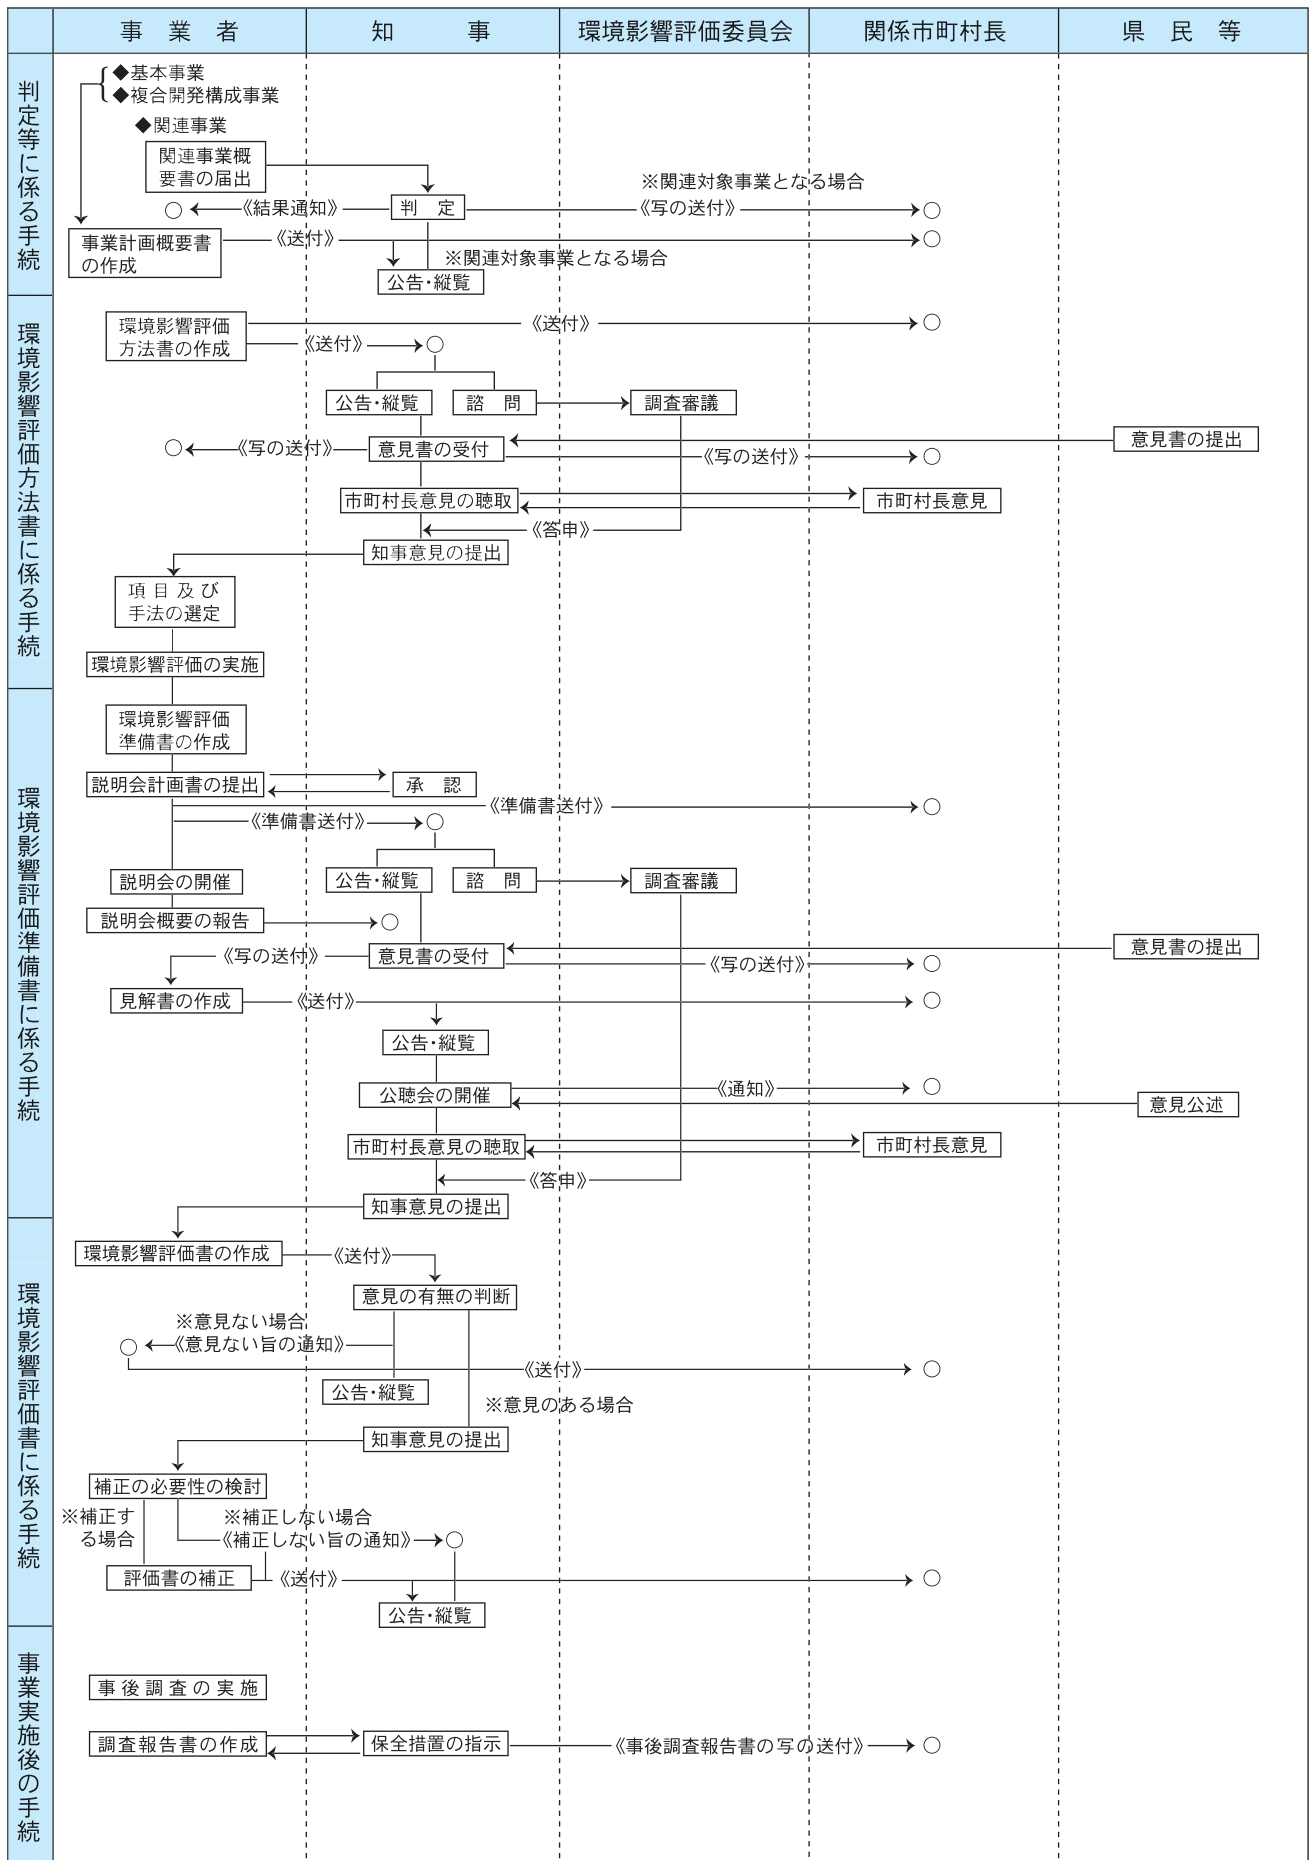 事業者
知事
環境影響評価委員会
関係市町村長
県民等
判定等に係る手続
◆基本事業
◆複合開発構成事業
◆関連事業
関連事業概
要書の届出
※関連対象事業となる場合
《結果通知》
判定
《写の送付》
事業計画概要書
の作成
《送付》
※関連対象事業となる場合
公告・縦覧
環境影響評価方法書に係る手続
環境影響評価
方法書の作成
《送付》
《送付》
公告・縦覧
諮問
調査審議
意見書の提出
《写の送付》
意見書の受付
《写の送付》
市町村長意見の聴取
市町村長意見
《答申》
知事意見の提出
項目及び
手法の選定
環境影響評価の実施
環境影響評価準備書に係る手続
環境影響評価
準備書の作成
説明会計画書の提出
承認
《準備書送付》
《準備書送付》
説明会の開催
公告・縦覧
諮問
調査審議
説明会概要の報告
意見書の提出
《写の送付》
意見書の受付
《写の送付》
見解書の作成
《送付》
公告・縦覧
公聴会の開催
《通知》
意見公述
市町村長意見の聴取
市町村長意見
《答申》
知事意見の提出
環境影響評価書に係る手続
環境影響評価書の作成
《送付》
意見の有無の判断
※意見ない場合
《意見ない旨の通知》
《送付》
公告・縦覧
※意見のある場合
知事意見の提出
補正の必要性の検討
※補正す
る場合
※補正しない場合
《補正しない旨の通知》
評価書の補正
《送付》
公告・縦覧
事業実施後の手続
事後調査の実施
調査報告書の作成
保全措置の指示
《事後調査報告書の写の送付》